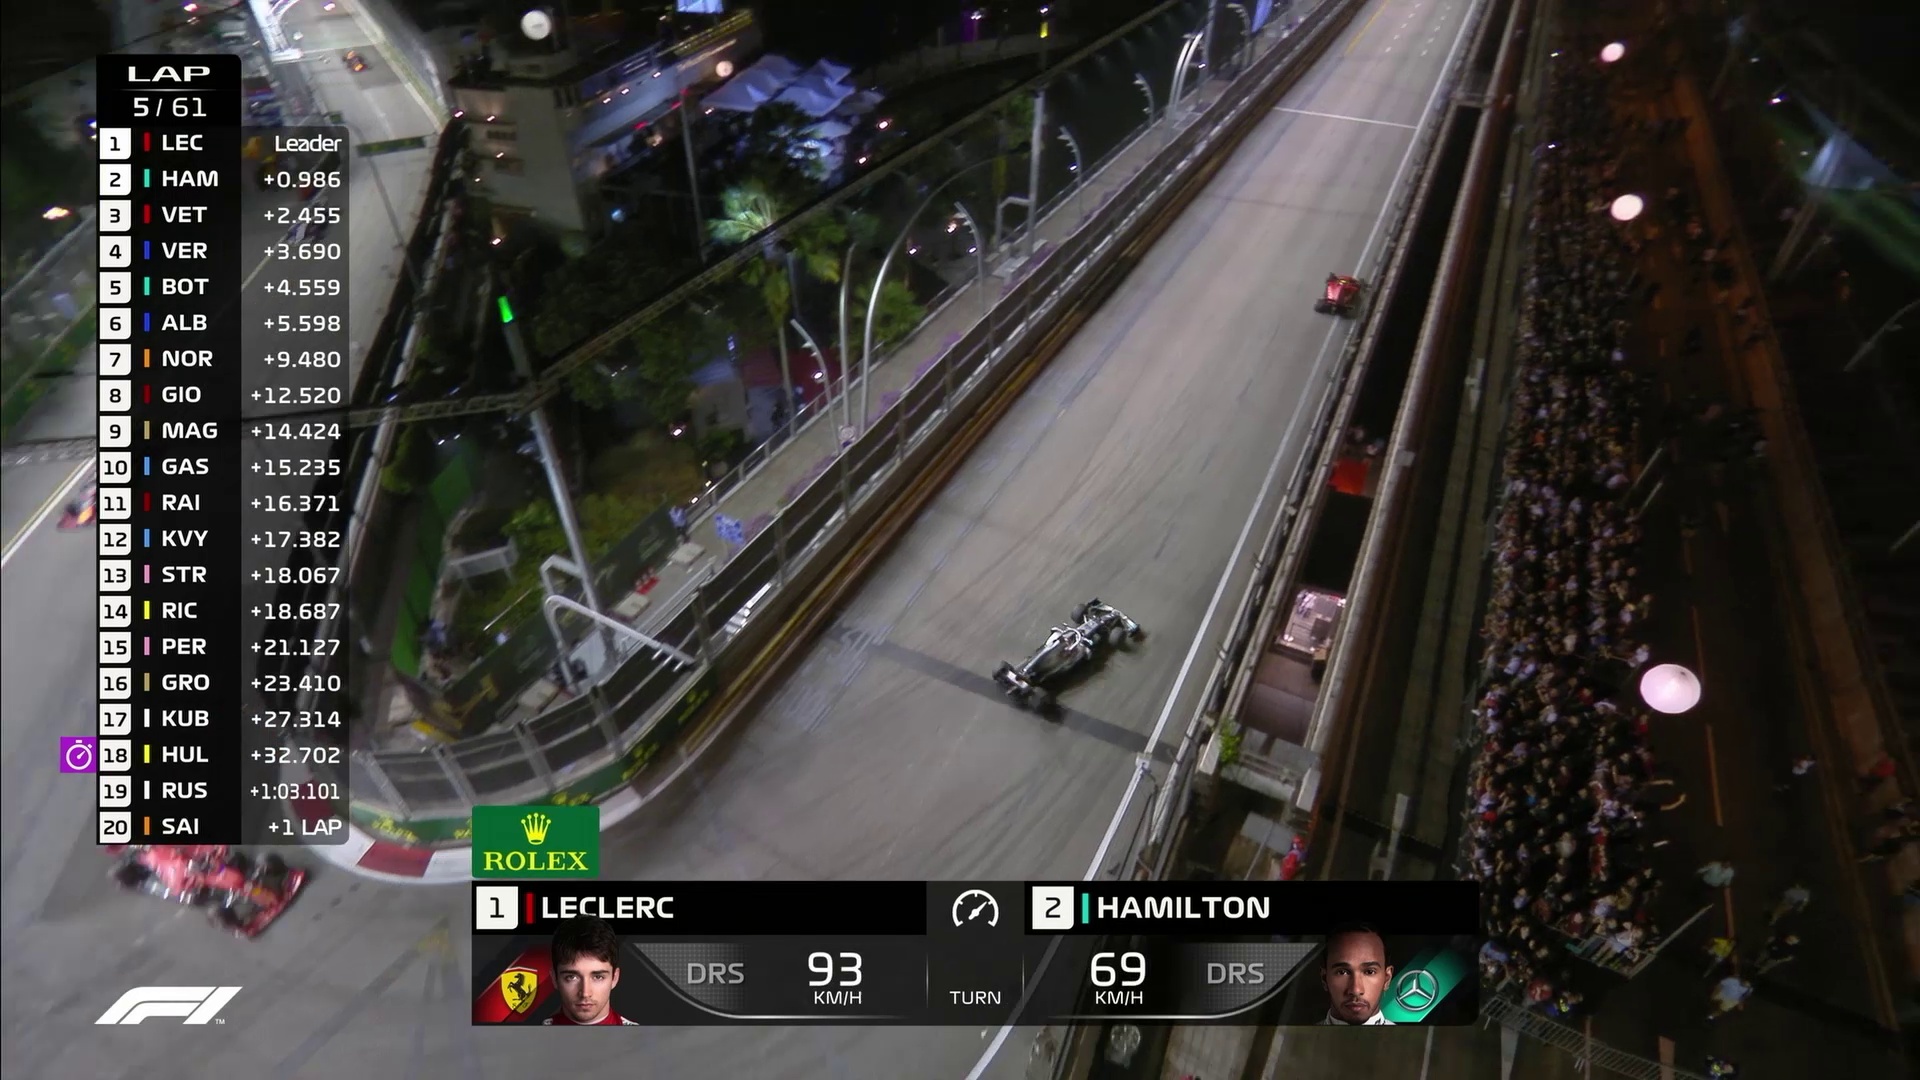 LAP
5/61
1 LEC Leader
2 HAM +0.986
3 VET +2.455
4 VER +3.690
5 BOT +4.559
6 ALB +5.598
7 NOR +9.480
8 GIO +12.520
9 MAG +14.424
10 GAS +15.235
11 RAI +16.371
12 KVY +17.382
13 STR +18.067
14 RIC +18.687
15 PER +21.127
16 GRO +23.410
17 KUB +27.314
18 HUL +32.702
19 RUS +1:03.101
20 SAI +1 LAP
ROLEX
1 LECLERC
2 HAMILTON
DRS 93 KM/H
TURN
69 KM/H DRS
F1 ™